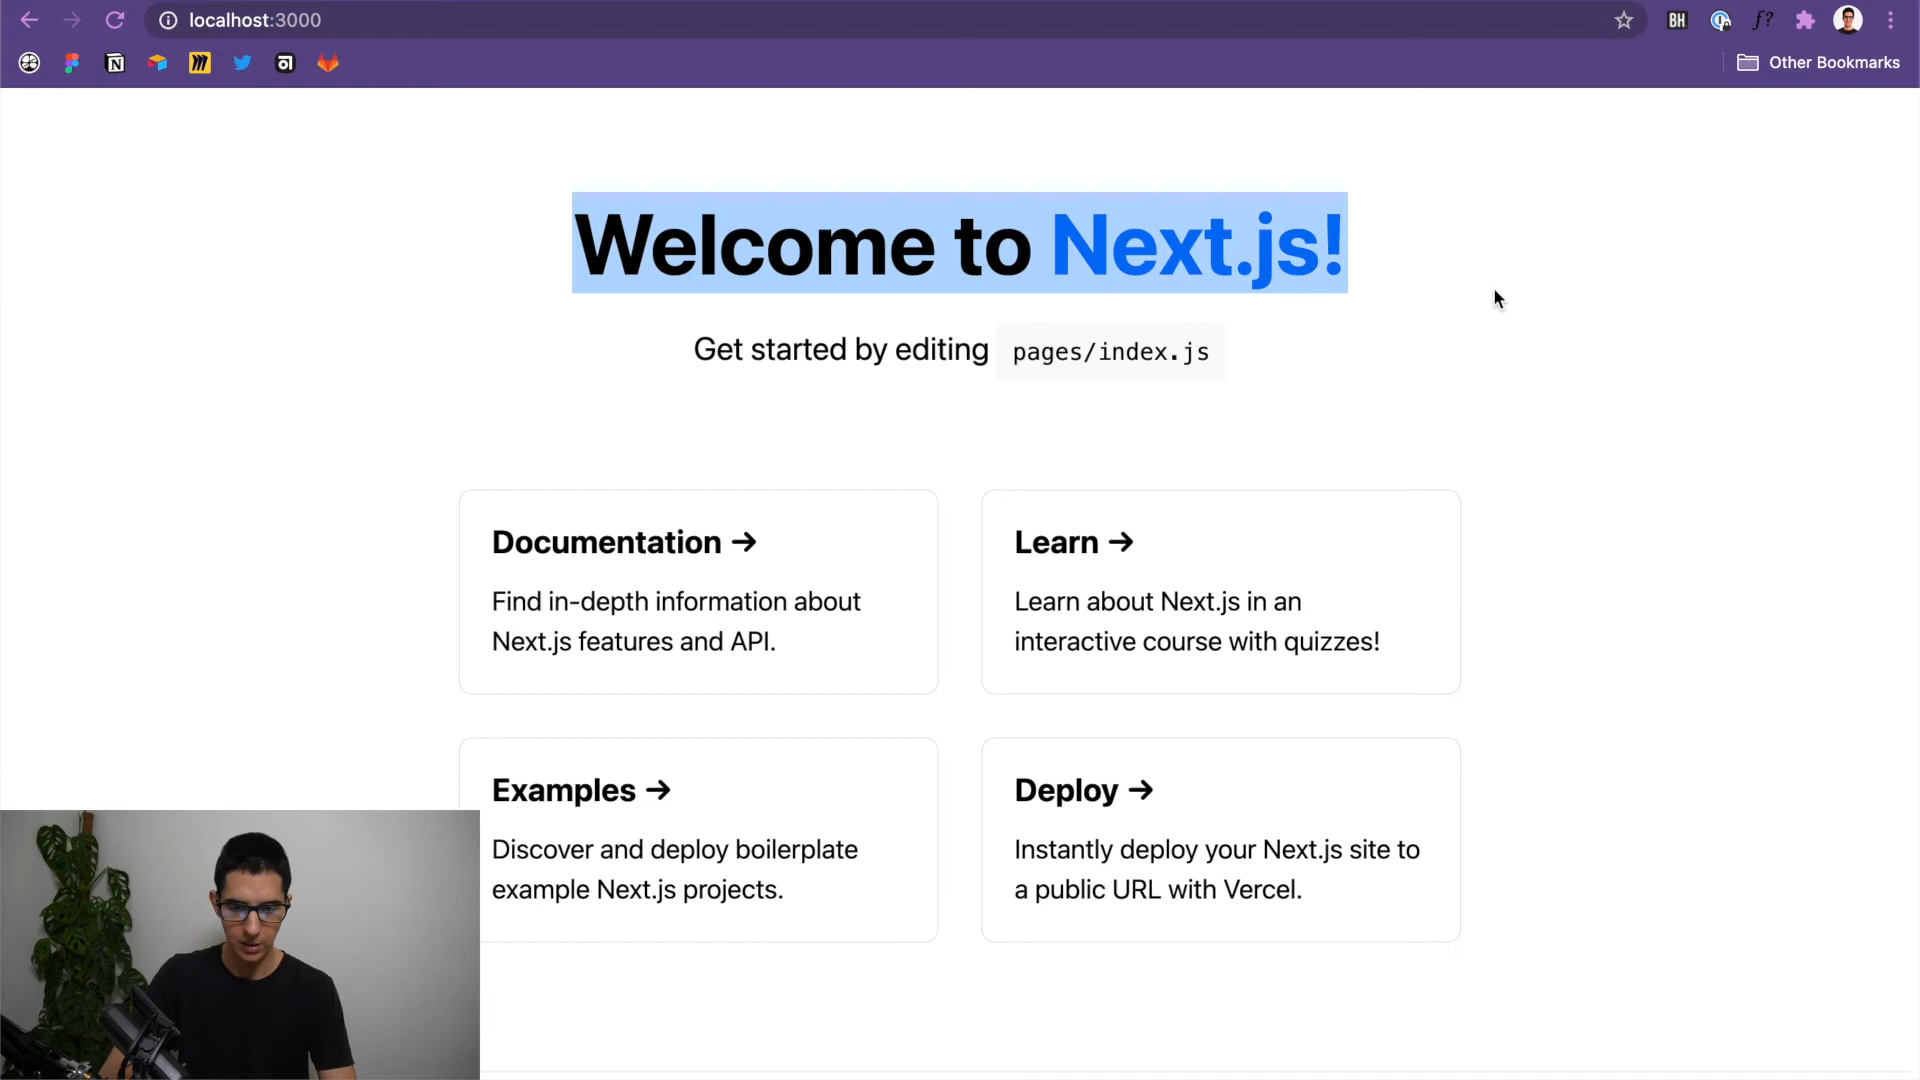 localhost:3000
BH
f?
Other Bookmarks
Welcome to Next.js!
Get started by editing pages/index.js
Documentation →
Find in-depth information about
Next.js features and API.
Learn →
Learn about Next.js in an
interactive course with quizzes!
Examples →
Discover and deploy boilerplate
example Next.js projects.
Deploy →
Instantly deploy your Next.js site to
a public URL with Vercel.